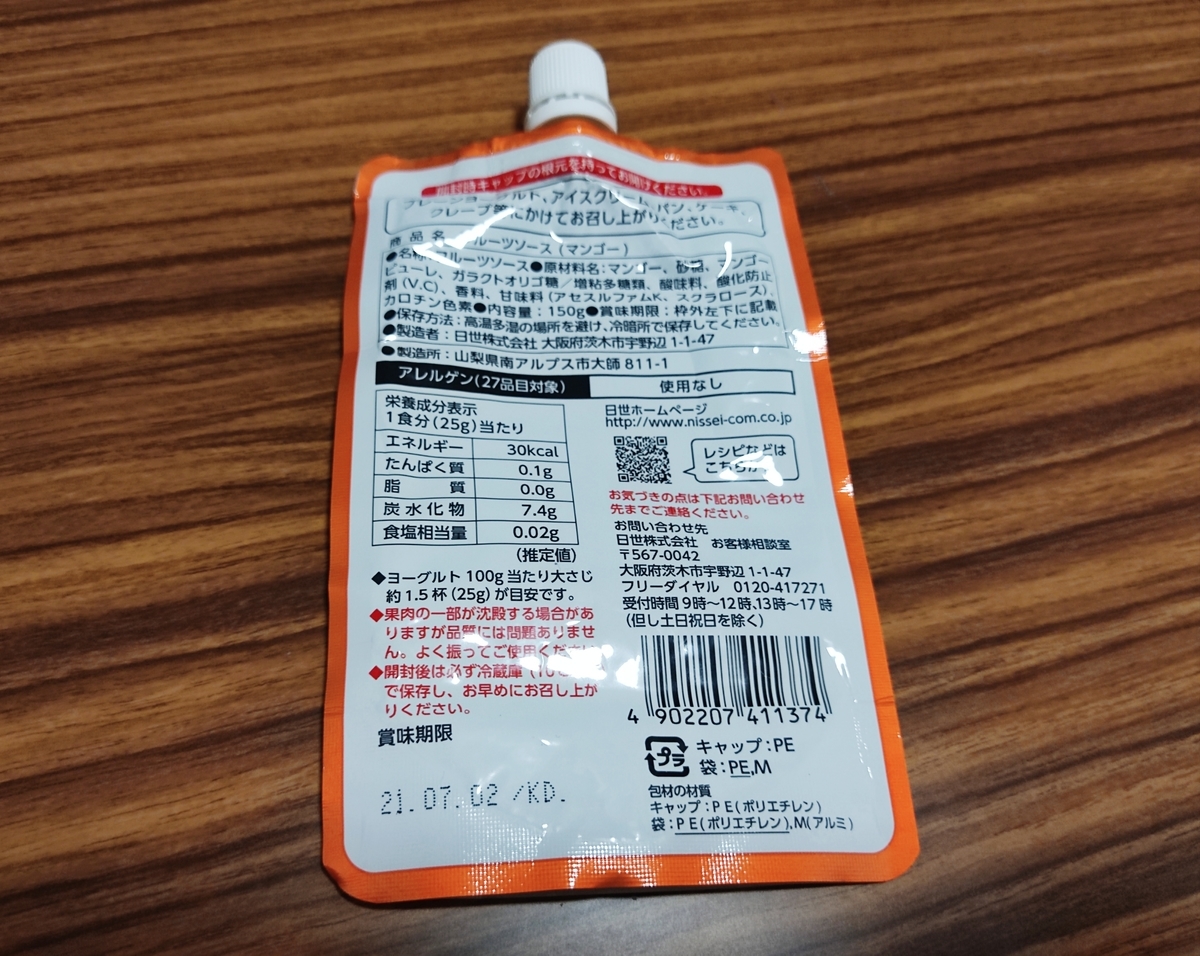 開封時キャップの根元を持ってお開けください。
プレーンヨーグルト、アイスクリーム、パン、ケーキ、
クレープ等にかけてお召し上がりください。
商品名 フルーツソース(マンゴー)
●名称:フルーツソース●原材料名:マンゴー、砂糖、マンゴー
ピューレ、ガラクトオリゴ糖/増粘多糖類、酸味料、酸化防止
剤(V.C)、香料、甘味料(アセスルファムK、スクラロース)、
カロチン色素●内容量:150g●賞味期限:枠外左下に記載
●保存方法:高温多湿の場所を避け、冷暗所で保存してください。
●製造者:日世株式会社 大阪府茨木市宇野辺1-1-47
●製造所:山梨県南アルプス市大師811-1
アレルゲン(27品目対象) 使用なし
栄養成分表示
1食分(25g)当たり
エネルギー 30kcal
たんぱく質 0.1g
脂質 0.0g
炭水化物 7.4g
食塩相当量 0.02g
(推定値)
◆ヨーグルト100g当たり大さじ
約1.5杯(25g)が目安です。
◆果肉の一部が沈殿する場合があ
りますが品質には問題ありませ
ん。よく振ってご使用ください。
◆開封後は必ず冷蔵庫(10
で保存し、お早めにお召し上が
りください。
賞味期限
21.07.02 /KD.
日世ホームページ
http://www.nissei-com.co.jp
レシピなどは
こちらから
お気づきの点は下記お問い合わせ
先までご連絡ください。
お問い合わせ先
日世株式会社 お客様相談室
〒567-0042
大阪府茨木市宇野辺1-1-47
フリーダイヤル 0120-417271
受付時間9時〜12時、13時〜17時
(但し土日祝日を除く)
4 902207 411374
プラ
キャップ:PE
袋:PE,M
包材の材質
キャップ:PE(ポリエチレン)
袋:PE(ポリエチレン),M(アルミ)